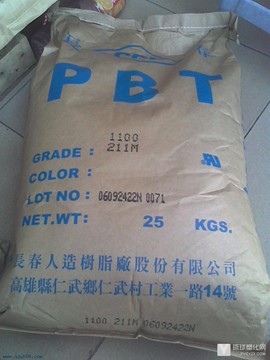 PBT
1100
GRADE : 211M
COLOR :
LOT NO : 06092422N 0071
NET.WT: 25 KGS.
長春人造樹脂廠股份有限公司
高雄縣仁武鄉仁武村工業一路14號
1100 211M 06092422N